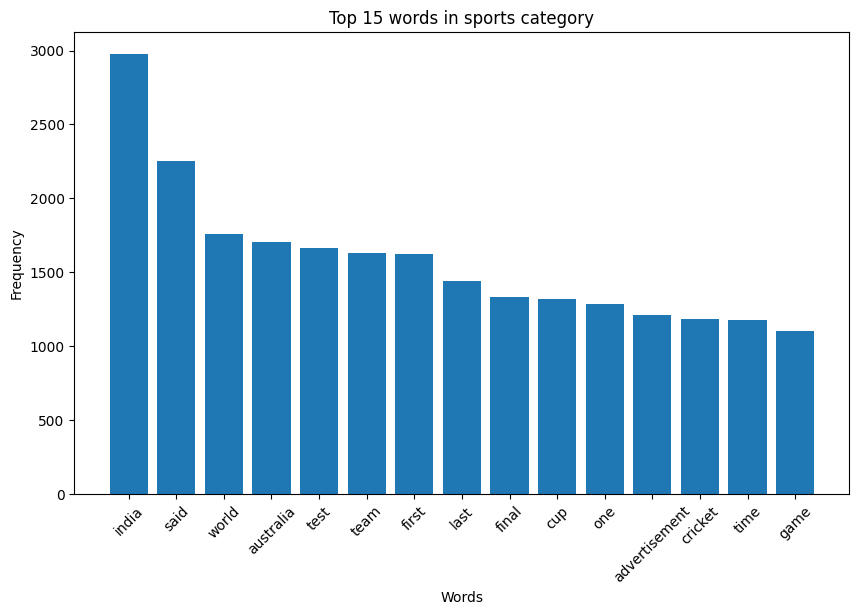 Top 15 words in sports category
Frequency
3000
2500
2000
1500
1000
500
0
india
said
world
australia
test
team
first
last
final
cup
one
advertisement
cricket
time
game
Words